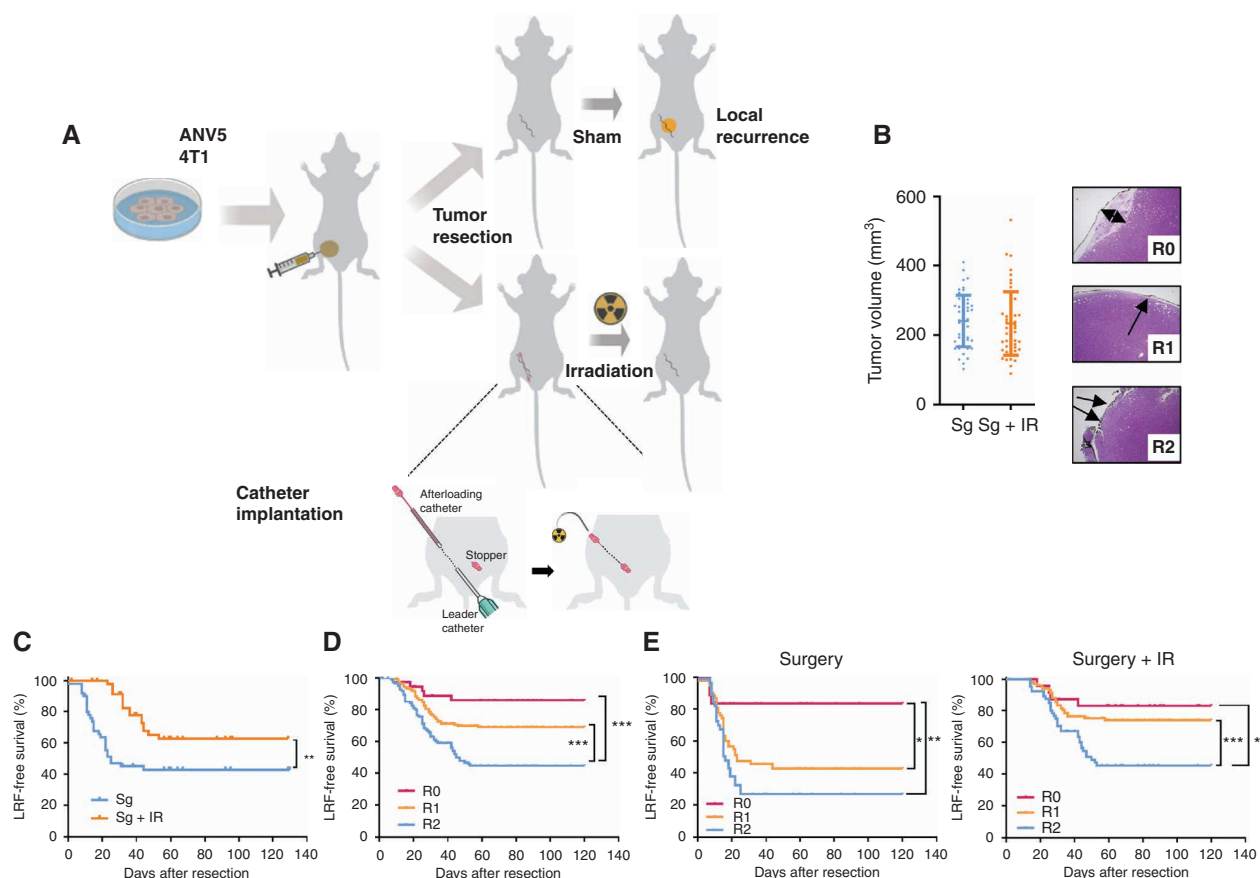 A
ANV5
4T1
Tumor
resection
Sham
Local
recurrence
Irradiation
Catheter
implantation
Afterloading
catheter
Stopper
Leader
catheter
B
Tumor volume (mm3)
600
400
200
0
Sg Sg + IR
R0
R1
R2
C
LRF-free survival (%)
100
80
60
40
20
0
Sg
Sg + IR
**
0 20 40 60 80 100 120 140
Days after resection
D
LRF-free survival (%)
100
80
60
40
20
0
R0
R1
R2
***
***
0 20 40 60 80 100 120 140
Days after resection
E
Surgery
LRF-free survival (%)
100
80
60
40
20
0
R0
R1
R2
* **
0 20 40 60 80 100 120 140
Days after resection
Surgery + IR
LRF-free survival (%)
100
80
60
40
20
0
R0
R1
R2
*** *
0 20 40 60 80 100 120 140
Days after resection